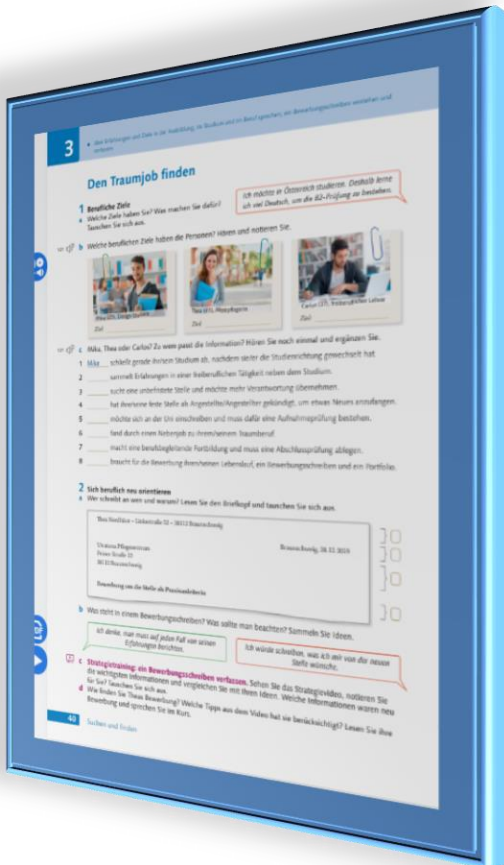 3
Den Traumjob finden
1 Berufliche Ziele
a Welche Ziele haben Sie? Was machen Sie dafür?
Tauschen Sie sich aus.
Ich möchte in Österreich studieren. Deshalb lerne
ich viel Deutsch, um die B2-Prüfung zu bestehen.
b Welche beruflichen Ziele haben die Personen? Hören und notieren Sie.
Ziel
Ziel
Ziel
c Mika, Thea oder Carlos? Zu wem passt die Information? Hören Sie noch einmal und ergänzen Sie.
1 Mika schließt gerade ihr/sein Studium ab, nachdem sie/er die Studienrichtung gewechselt hat.
2 sammelt Erfahrungen in einer freiberuflichen Tätigkeit neben dem Studium.
3 sucht eine unbefristete Stelle und möchte mehr Verantwortung übernehmen.
4 hat ihre/seine feste Stelle als Angestellte/Angestellter gekündigt, um etwas Neues anzufangen.
5 möchte sich an der Uni einschreiben und muss dafür eine Aufnahmeprüfung bestehen.
6 fand durch einen Nebenjob zu ihrem/seinem Traumberuf.
7 macht eine berufsbegleitende Fortbildung und muss eine Abschlussprüfung ablegen.
8 braucht für die Bewerbung ihren/seinen Lebenslauf, ein Bewerbungsschreiben und ein Portfolio.
2 Sich beruflich neu orientieren
a Wer schreibt an wen und warum? Lesen Sie den Briefkopf und tauschen Sie sich aus.
Braunschweig
Braunschweig
Bewerbung um die Stelle als Praxisanleiterin
b Was steht in einem Bewerbungsschreiben? Was sollte man beachten? Sammeln Sie Ideen.
Ich denke, man muss auf jeden Fall von seinen
Erfahrungen berichten.
Ich würde schreiben, was ich mir von der neuen
Stelle wünsche.
c Strategietraining: ein Bewerbungsschreiben verfassen. Sehen Sie das Strategievideo, notieren Sie
die wichtigsten Informationen und vergleichen Sie mit Ihren Ideen. Welche Informationen waren neu
für Sie? Tauschen Sie sich aus.
d Wie finden Sie Theas Bewerbung? Welche Tipps aus dem Video hat sie berücksichtigt? Lesen Sie ihre
Bewerbung und sprechen Sie im Kurs.
40 Suchen und finden